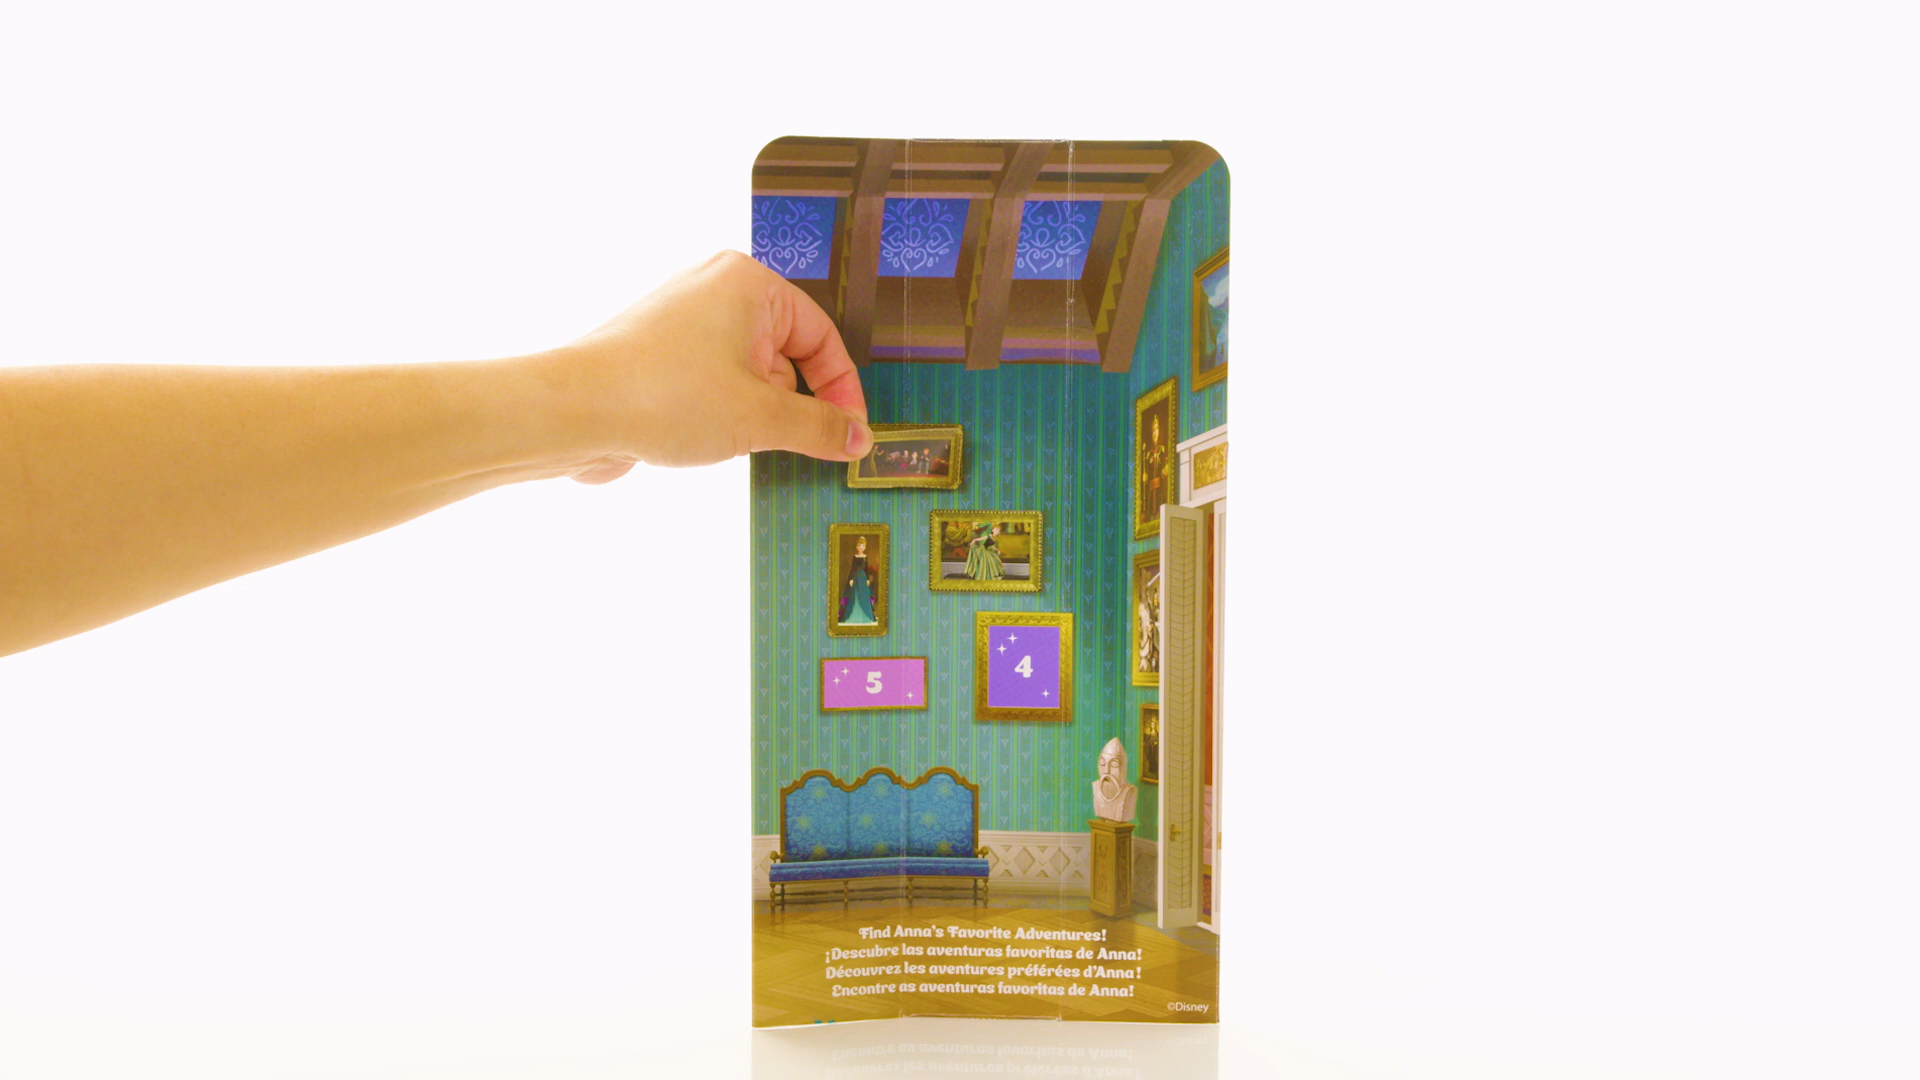 4
5
Find Anna's Favorite Adventures!
¡Descubre las aventuras favoritas de Anna!
Découvrez les aventures préférées d'Anna !
Encontre as aventuras favoritas de Anna!
©Disney